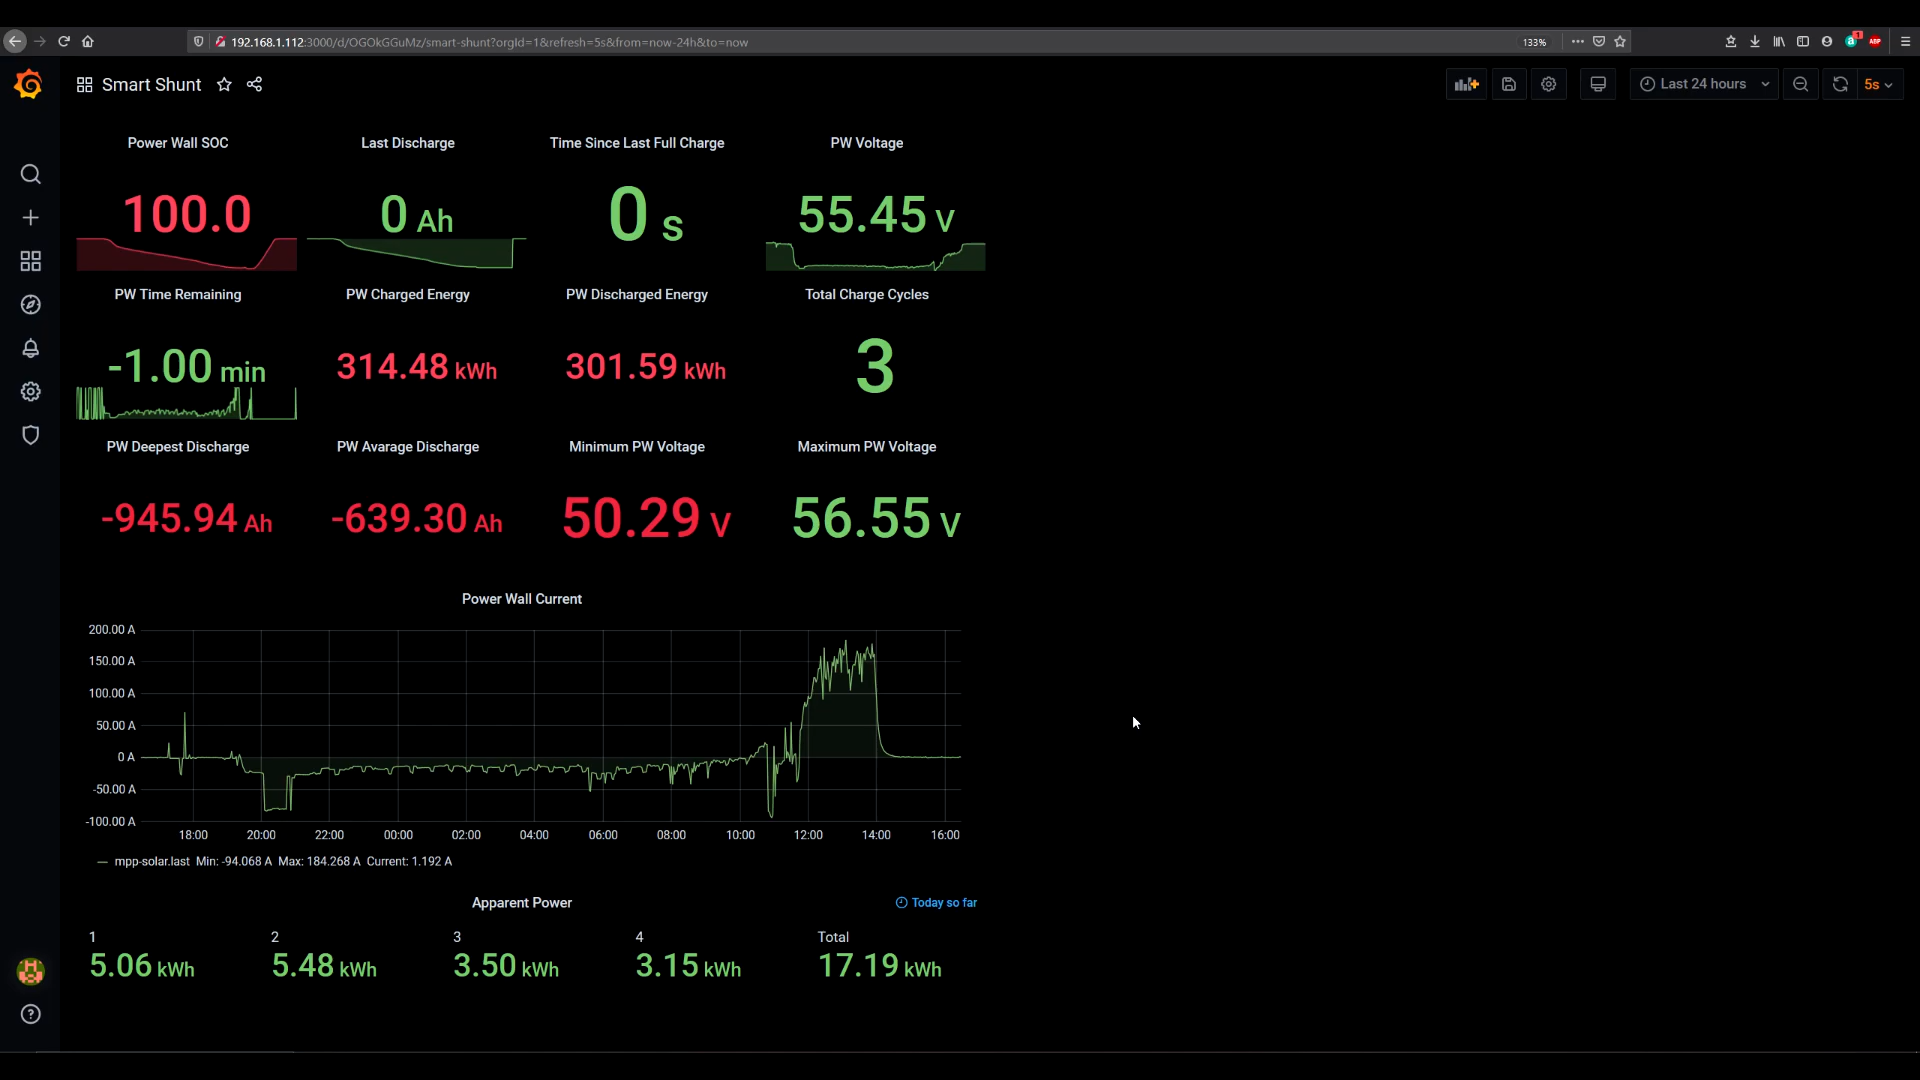 192.168.1.112:3000/d/OGOkGGuMz/smart-shunt?orgId=1&refresh=5s&from=now-24h&to=now
133%
1
ABP
Smart Shunt
Last 24 hours
5s
Power Wall SOC
Last Discharge
Time Since Last Full Charge
PW Voltage
100.0
0 Ah
0 s
55.45 V
PW Time Remaining
PW Charged Energy
PW Discharged Energy
Total Charge Cycles
-1.00 min
314.48 kWh
301.59 kWh
3
PW Deepest Discharge
PW Avarage Discharge
Minimum PW Voltage
Maximum PW Voltage
-945.94 Ah
-639.30 Ah
50.29 V
56.55 V
Power Wall Current
200.00 A
150.00 A
100.00 A
50.00 A
0 A
-50.00 A
-100.00 A
18:00 20:00 22:00 00:00 02:00 04:00 06:00 08:00 10:00 12:00 14:00 16:00
mpp-solar.last Min: -94.068 A Max: 184.268 A Current: 1.192 A
Apparent Power
Today so far
1
2
3
4
Total
5.06 kWh
5.48 kWh
3.50 kWh
3.15 kWh
17.19 kWh